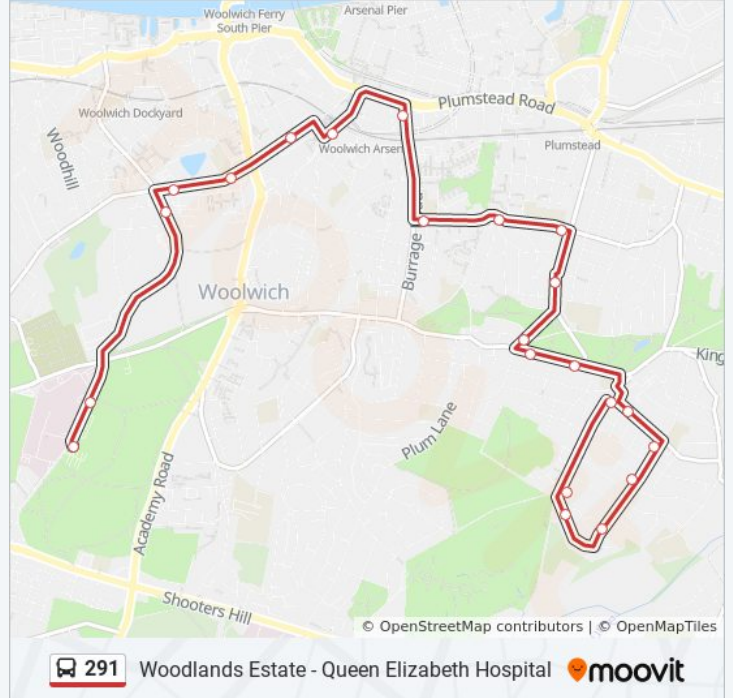 Woolwich Ferry
South Pier
Arsenal Pier
Plumstead Road
Woolwich Dockyard
Woodhill
Woolwich Arsen
Plumstead
Burrage
Woolwich
King
Plum Lane
Academy Road
Shooters Hill
© OpenStreetMap contributors | © OpenMapTiles
291 Woodlands Estate - Queen Elizabeth Hospital moovit